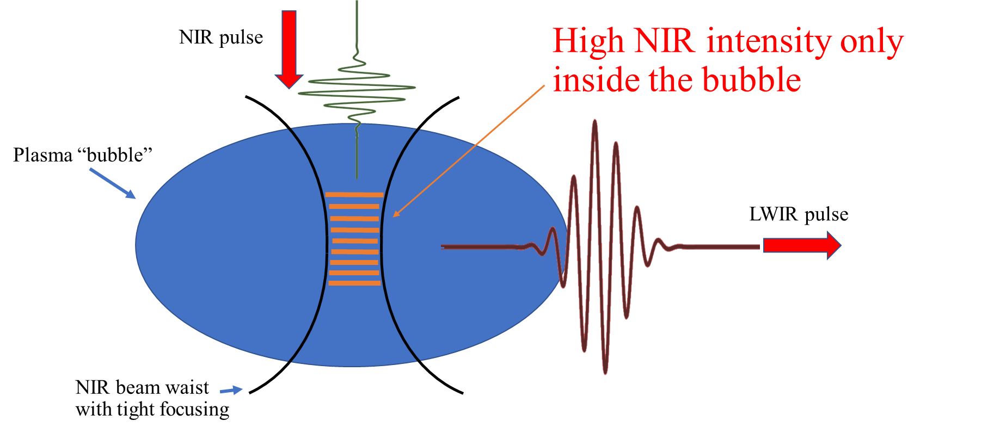 NIR pulse
High NIR intensity only
inside the bubble
Plasma “bubble”
LWIR pulse
NIR beam waist
with tight focusing